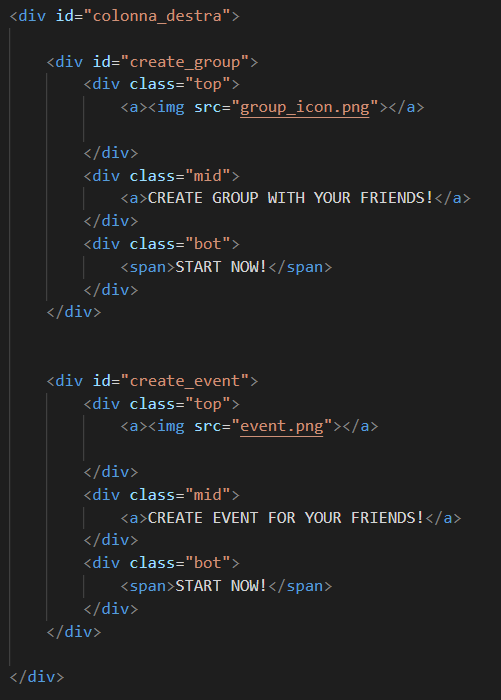 <div id="colonna_destra">
<div id="create_group">
<div class="top">
<a><img src="group_icon.png"></a>
</div>
<div class="mid">
<a>CREATE GROUP WITH YOUR FRIENDS!</a>
</div>
<div class="bot">
<span>START NOW!</span>
</div>
</div>
<div id="create_event">
<div class="top">
<a><img src="event.png"></a>
</div>
<div class="mid">
<a>CREATE EVENT FOR YOUR FRIENDS!</a>
</div>
<div class="bot">
<span>START NOW!</span>
</div>
</div>
</div>